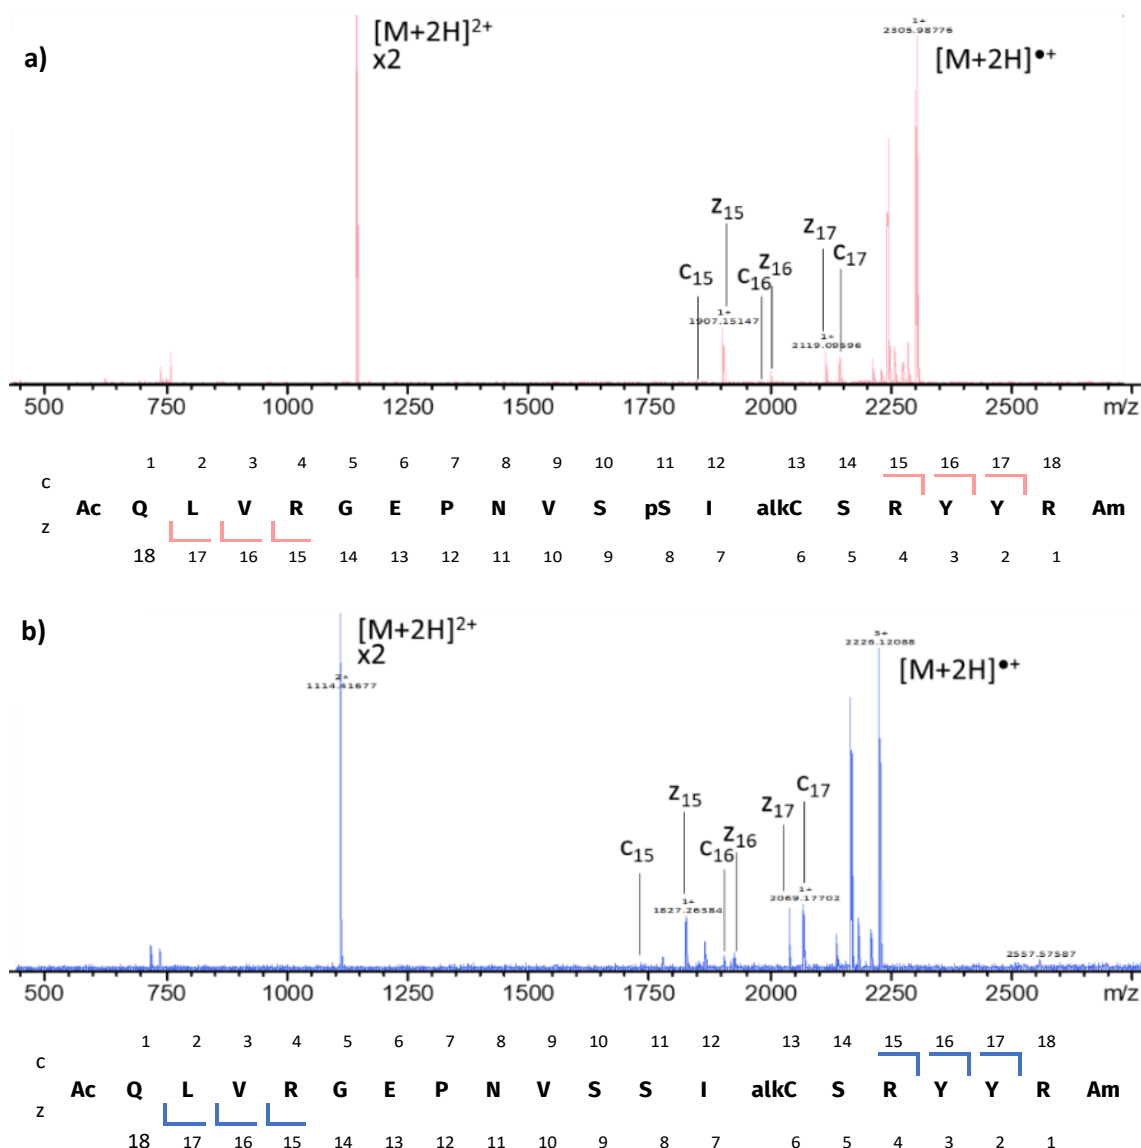 a)
[M+2H]2+
x2
1+
2305.98776
[M+2H]•+
z15
z17
c15
c16
z16
c17
1+
1907.15147
1+
2119.09696
500 750 1000 1250 1500 1750 2000 2250 2500 m/z
1 2 3 4 5 6 7 8 9 10 11 12 13 14 15 16 17 18
c
Ac Q L V R G E P N V S pS I alkC S R Y Y R Am
z
18 17 16 15 14 13 12 11 10 9 8 7 6 5 4 3 2 1
b)
[M+2H]2+
x2
2+
1114.41677
3+
2226.12088
[M+2H]•+
z15
z17
c17
c15
c16
z16
1+
1827.26384
1+
2069.17702
2557.57587
500 750 1000 1250 1500 1750 2000 2250 2500 m/z
1 2 3 4 5 6 7 8 9 10 11 12 13 14 15 16 17 18
c
Ac Q L V R G E P N V S S I alkC S R Y Y R Am
z
18 17 16 15 14 13 12 11 10 9 8 7 6 5 4 3 2 1